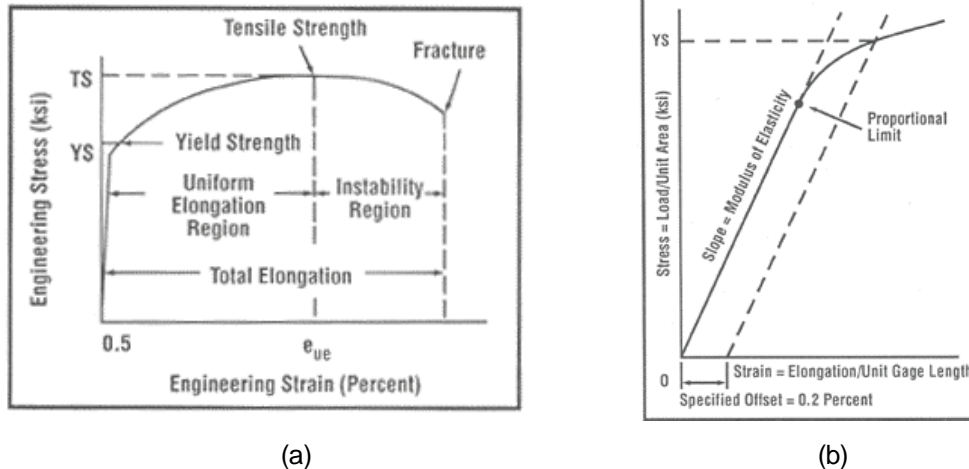 Tensile Strength
Fracture
TS
YS
Yield Strength
Uniform
Elongation
Region
Instability
Region
Total Elongation
Engineering Stress (ksi)
0.5
eue
Engineering Strain (Percent)
(a)
YS
Proportional
Limit
Slope = Modulus of Elasticity
Stress = Load/Unit Area (ksi)
0
Strain = Elongation/Unit Gage Length
Specified Offset = 0.2 Percent
(b)